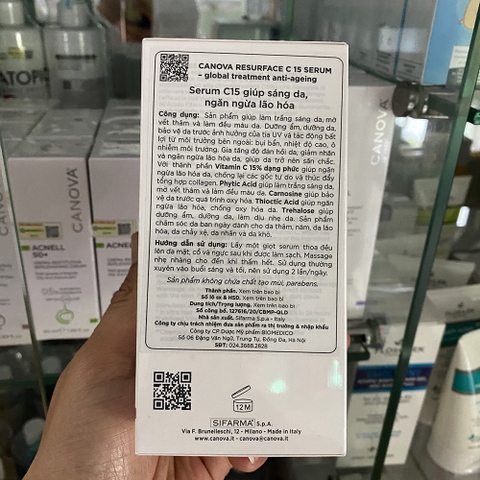 CANOVA RESURFACE C 15 SERUM
– global treatment anti-ageing
Serum C15 giúp sáng da,
ngăn ngừa lão hóa
Công dụng: Sản phẩm giúp làm trắng sáng da, mờ
vết thâm và làm đều màu da. Dưỡng ẩm, dưỡng da,
bảo vệ da trước ảnh hưởng của tia UV và tác động bất
lợi từ môi trường bên ngoài: bụi bẩn, nhiệt độ cao, ô
nhiễm môi trường. Gia tăng độ đàn hồi da, giảm nhăn
và ngăn ngừa lão hóa da, giúp da trở nên săn chắc.
Với thành phần Vitamin C 15% dạng phức giúp ngăn
ngừa lão hóa da, chống lại các gốc tự do và thúc đẩy
tổng hợp collagen. Phytic Acid giúp làm trắng sáng da,
mờ vết thâm và làm đều màu da. Carnosine giúp bảo
vệ da trước quá trình oxy hóa. Thioctic Acid giúp ngăn
ngừa lão hóa, chống oxy hóa da. Trehalose giúp
dưỡng ẩm, dưỡng da, làm dịu nhẹ da. Sản phẩm
chăm sóc da ban ngày dành cho da thâm, nám, da lão
hóa, da chảy xệ, da nhăn và da khô.
Hướng dẫn sử dụng: Lấy một giọt serum thoa đều
lên da mặt, cổ và ngực sau khi được làm sạch. Massage
nhẹ nhàng cho đến khi thẩm hết. Sử dụng thường
xuyên vào buổi sáng và tối, nên sử dụng 2 lần/ngày.
Sản phẩm không chứa chất gây kích ứng mùi, parabens.
Thành phần. Xem trên bao bì
Số lô sx & HSD. Xem trên bao bì
Dung tích/Trọng lượng. Xem trên bao bì
Số công bố. 127616/20/CBMP-QLD
Nhà sản xuất. Sifarma S.p.a - Italy
Công ty chịu trách nhiệm đưa sản phẩm ra thị trường & nhập khẩu
Công ty CP Dược Mỹ phẩm BIOMEDICO
Số 06 Đặng Văn Ngữ, Trung Tự, Đống Đa, Hà Nội
SĐT: 024.3688.2828
12 M
SIFARMA S.p.A.
Via F. Brunelleschi, 12 - Milano - Made in Italy
www.canova.it - canova@canova.it
CANOVA
ACNELL
SD+
CANOVA
CANOVA